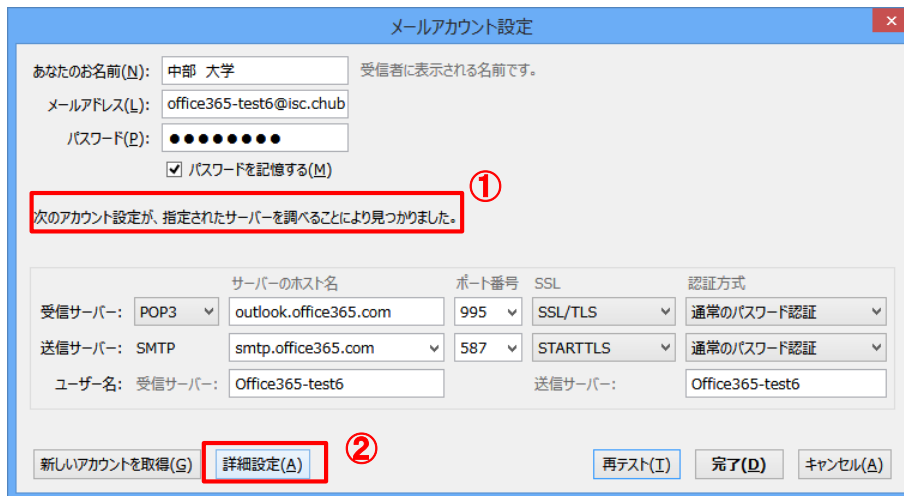 メールアカウント設定
あなたのお名前(N): 中部 大学 受信者に表示される名前です。
メールアドレス(L): office365-test6@isc.chub
パスワード(P): ●●●●●●●●
パスワードを記憶する(M)
①
次のアカウント設定が、指定されたサーバーを調べることにより見つかりました。
サーバーのホスト名 ポート番号 SSL 認証方式
受信サーバー: POP3 outlook.office365.com 995 SSL/TLS 通常のパスワード認証
送信サーバー: SMTP smtp.office365.com 587 STARTTLS 通常のパスワード認証
ユーザー名: 受信サーバー: Office365-test6 送信サーバー: Office365-test6
新しいアカウントを取得(G) 詳細設定(A) ② 再テスト(T) 完了(D) キャンセル(A)